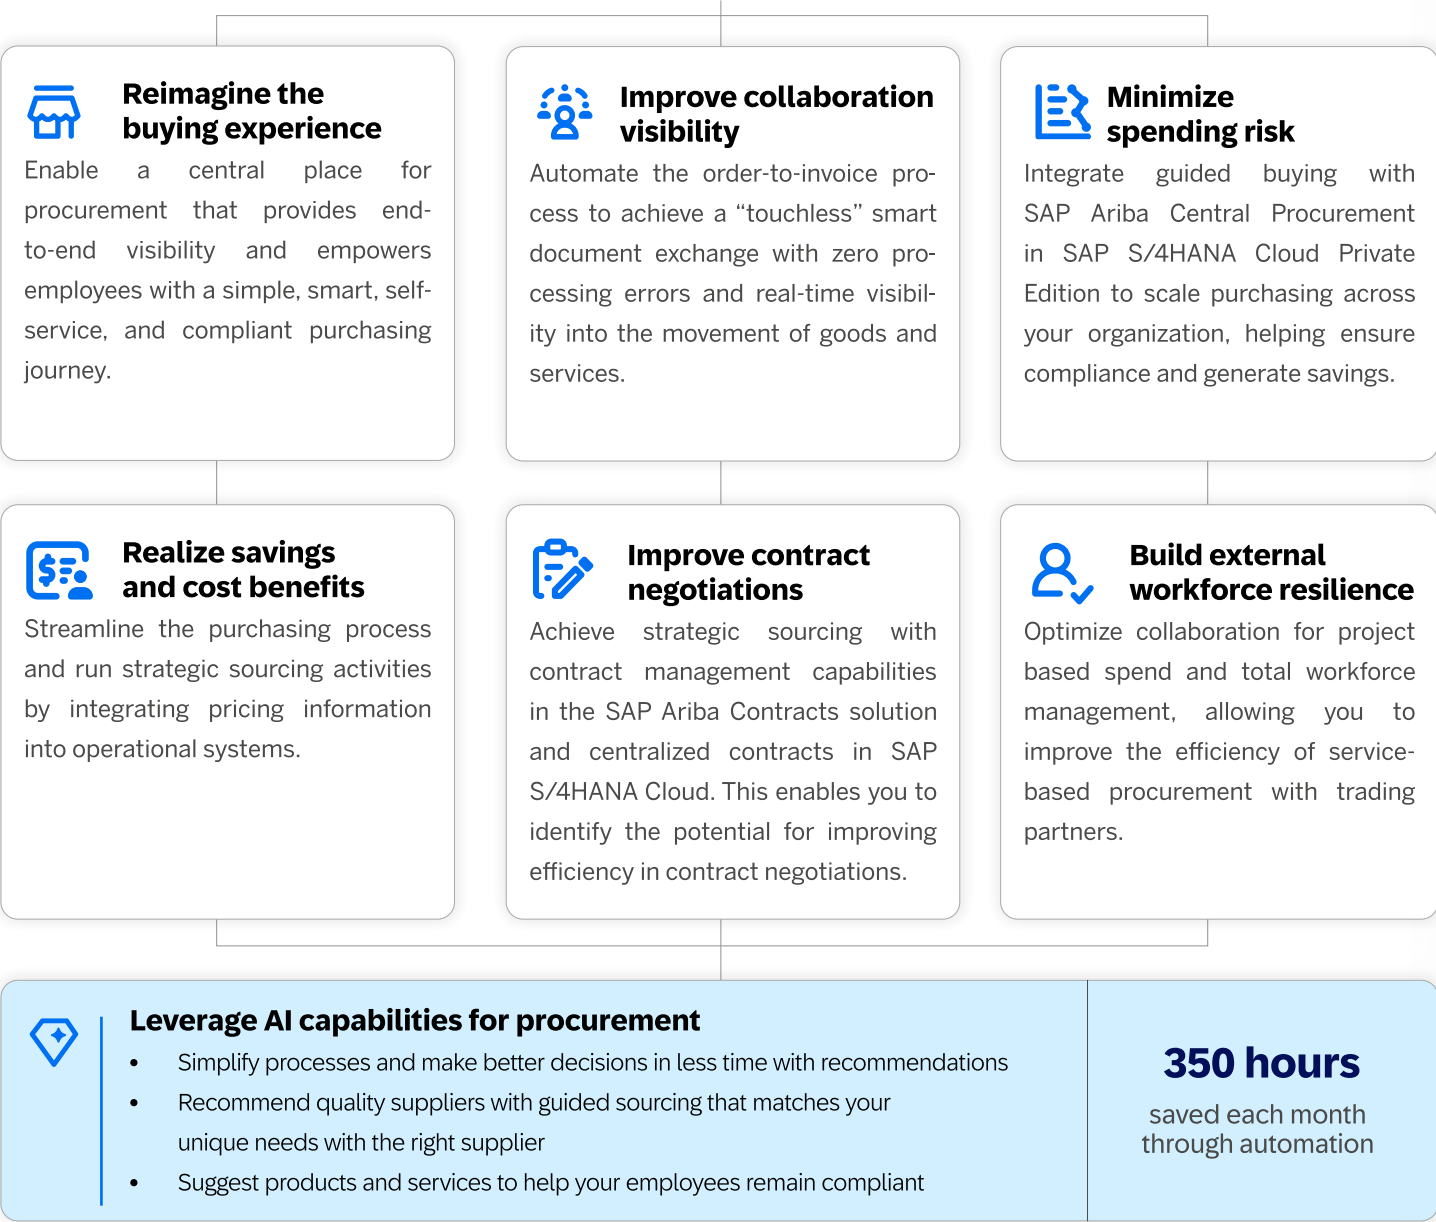 Reimagine the
buying experience
Enable a central place for
procurement that provides end-
to-end visibility and empowers
employees with a simple, smart, self-
service, and compliant purchasing
journey.
Improve collaboration
visibility
Automate the order-to-invoice pro-
cess to achieve a “touchless” smart
document exchange with zero pro-
cessing errors and real-time visibil-
ity into the movement of goods and
services.
Minimize
spending risk
Integrate guided buying with
SAP Ariba Central Procurement
in SAP S/4HANA Cloud Private
Edition to scale purchasing across
your organization, helping ensure
compliance and generate savings.
Realize savings
and cost benefits
Streamline the purchasing process
and run strategic sourcing activities
by integrating pricing information
into operational systems.
Improve contract
negotiations
Achieve strategic sourcing with
contract management capabilities
in the SAP Ariba Contracts solution
and centralized contracts in SAP
S/4HANA Cloud. This enables you to
identify the potential for improving
efficiency in contract negotiations.
Build external
workforce resilience
Optimize collaboration for project
based spend and total workforce
management, allowing you to
improve the efficiency of service-
based procurement with trading
partners.
Leverage AI capabilities for procurement
• Simplify processes and make better decisions in less time with recommendations
• Recommend quality suppliers with guided sourcing that matches your
unique needs with the right supplier
• Suggest products and services to help your employees remain compliant
350 hours
saved each month
through automation